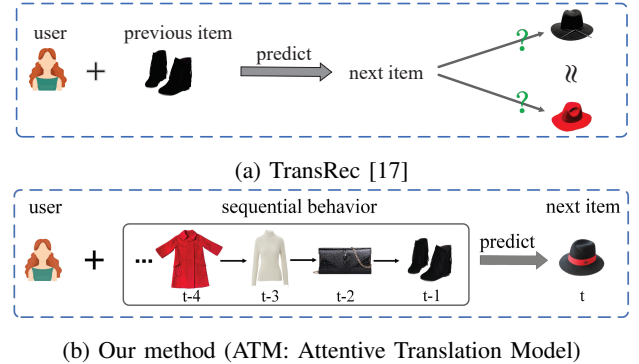 user
previous item
+
predict
next item
?
≈
?
(a) TransRec [17]
user
sequential behavior
next item
+
...
predict
t-4
t-3
t-2
t-1
t
(b) Our method (ATM: Attentive Translation Model)